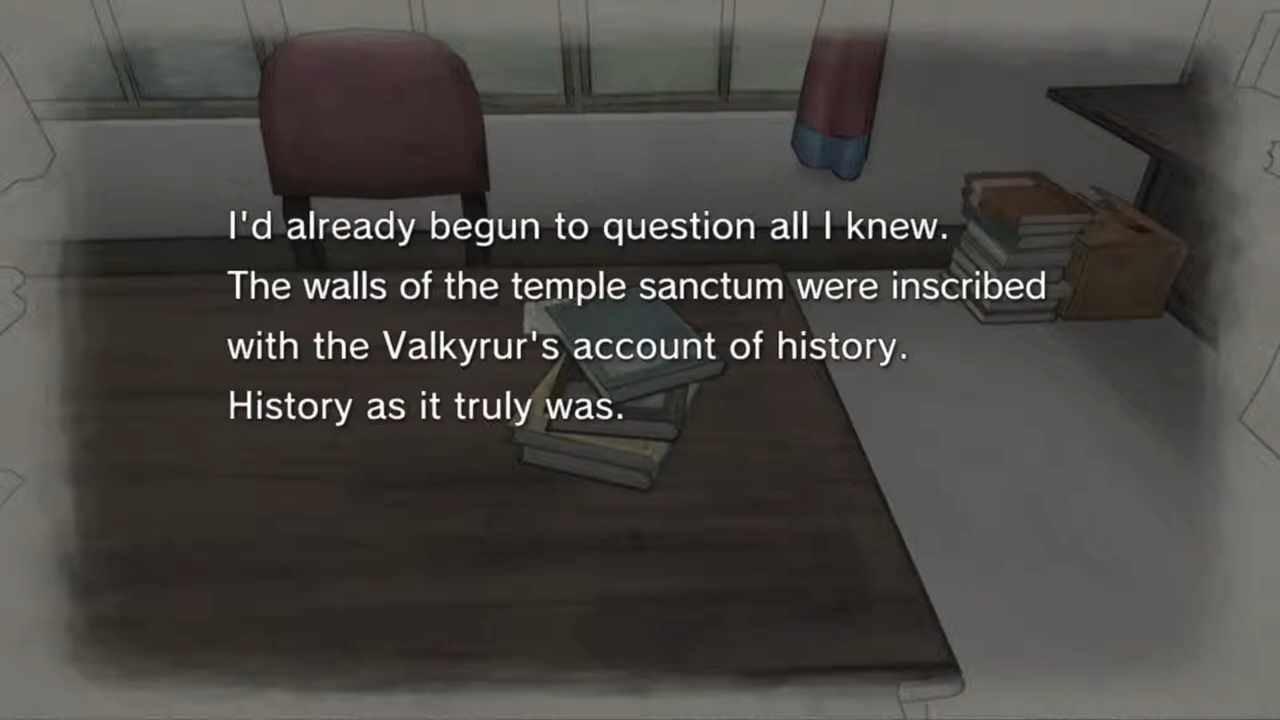 I'd already begun to question all I knew.
The walls of the temple sanctum were inscribed
with the Valkyrur's account of history.
History as it truly was.